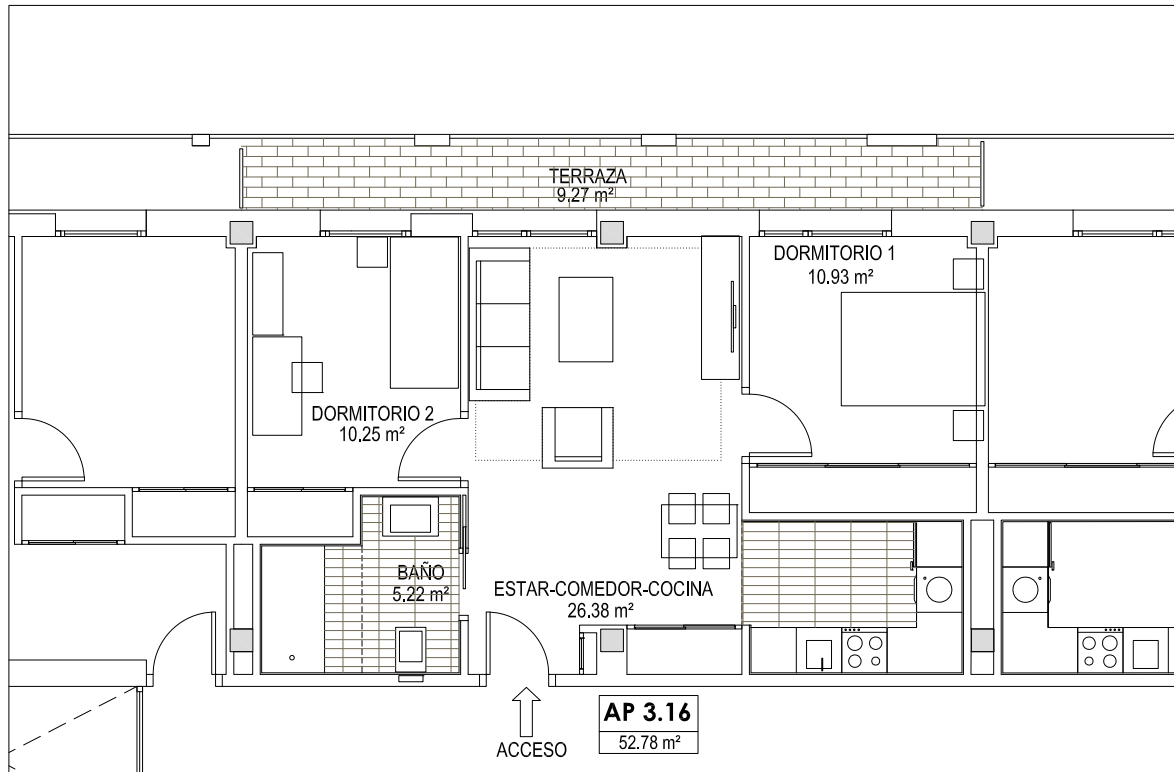 TERRAZA
9.27 m²
DORMITORIO 1
10.93 m²
DORMITORIO 2
10.25 m²
BAÑO
5.22 m²
ESTAR-COMEDOR-COCINA
26.38 m²
AP 3.16
52.78 m²
ACCESO